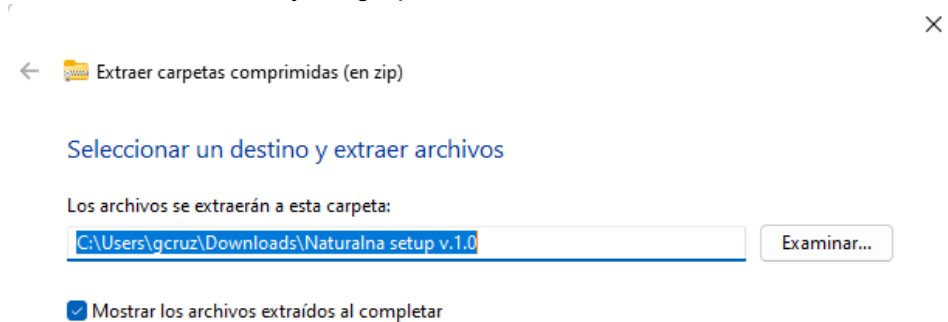 Extraer carpetas comprimidas (en zip)
Seleccionar un destino y extraer archivos
Los archivos se extraerán a esta carpeta:
C:\Users\gcruz\Downloads\Naturalna setup v.1.0
Examinar...
Mostrar los archivos extraídos al completar